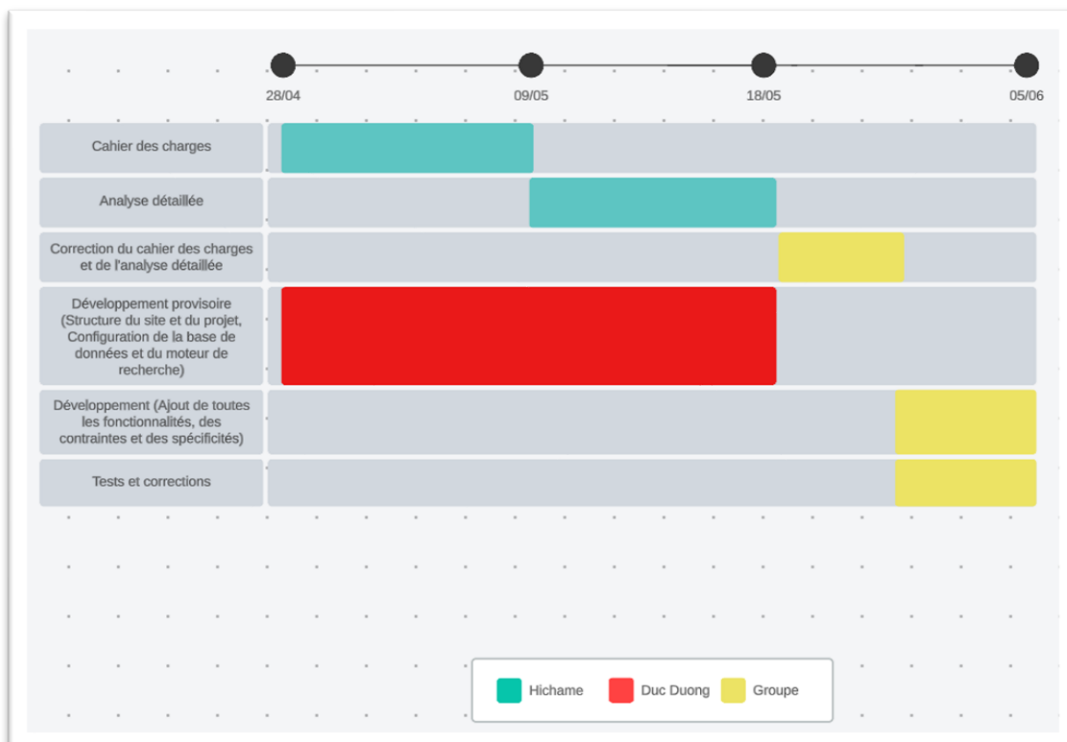 28/04 09/05 18/05 05/06
Cahier des charges
Analyse détaillée
Correction du cahier des charges
et de l'analyse détaillée
Développement provisoire
(Structure du site et du projet,
Configuration de la base de
données et du moteur de
recherche)
Développement (Ajout de toutes
les fonctionnalités, des
contraintes et des spécificités)
Tests et corrections
Hichame Duc Duong Groupe